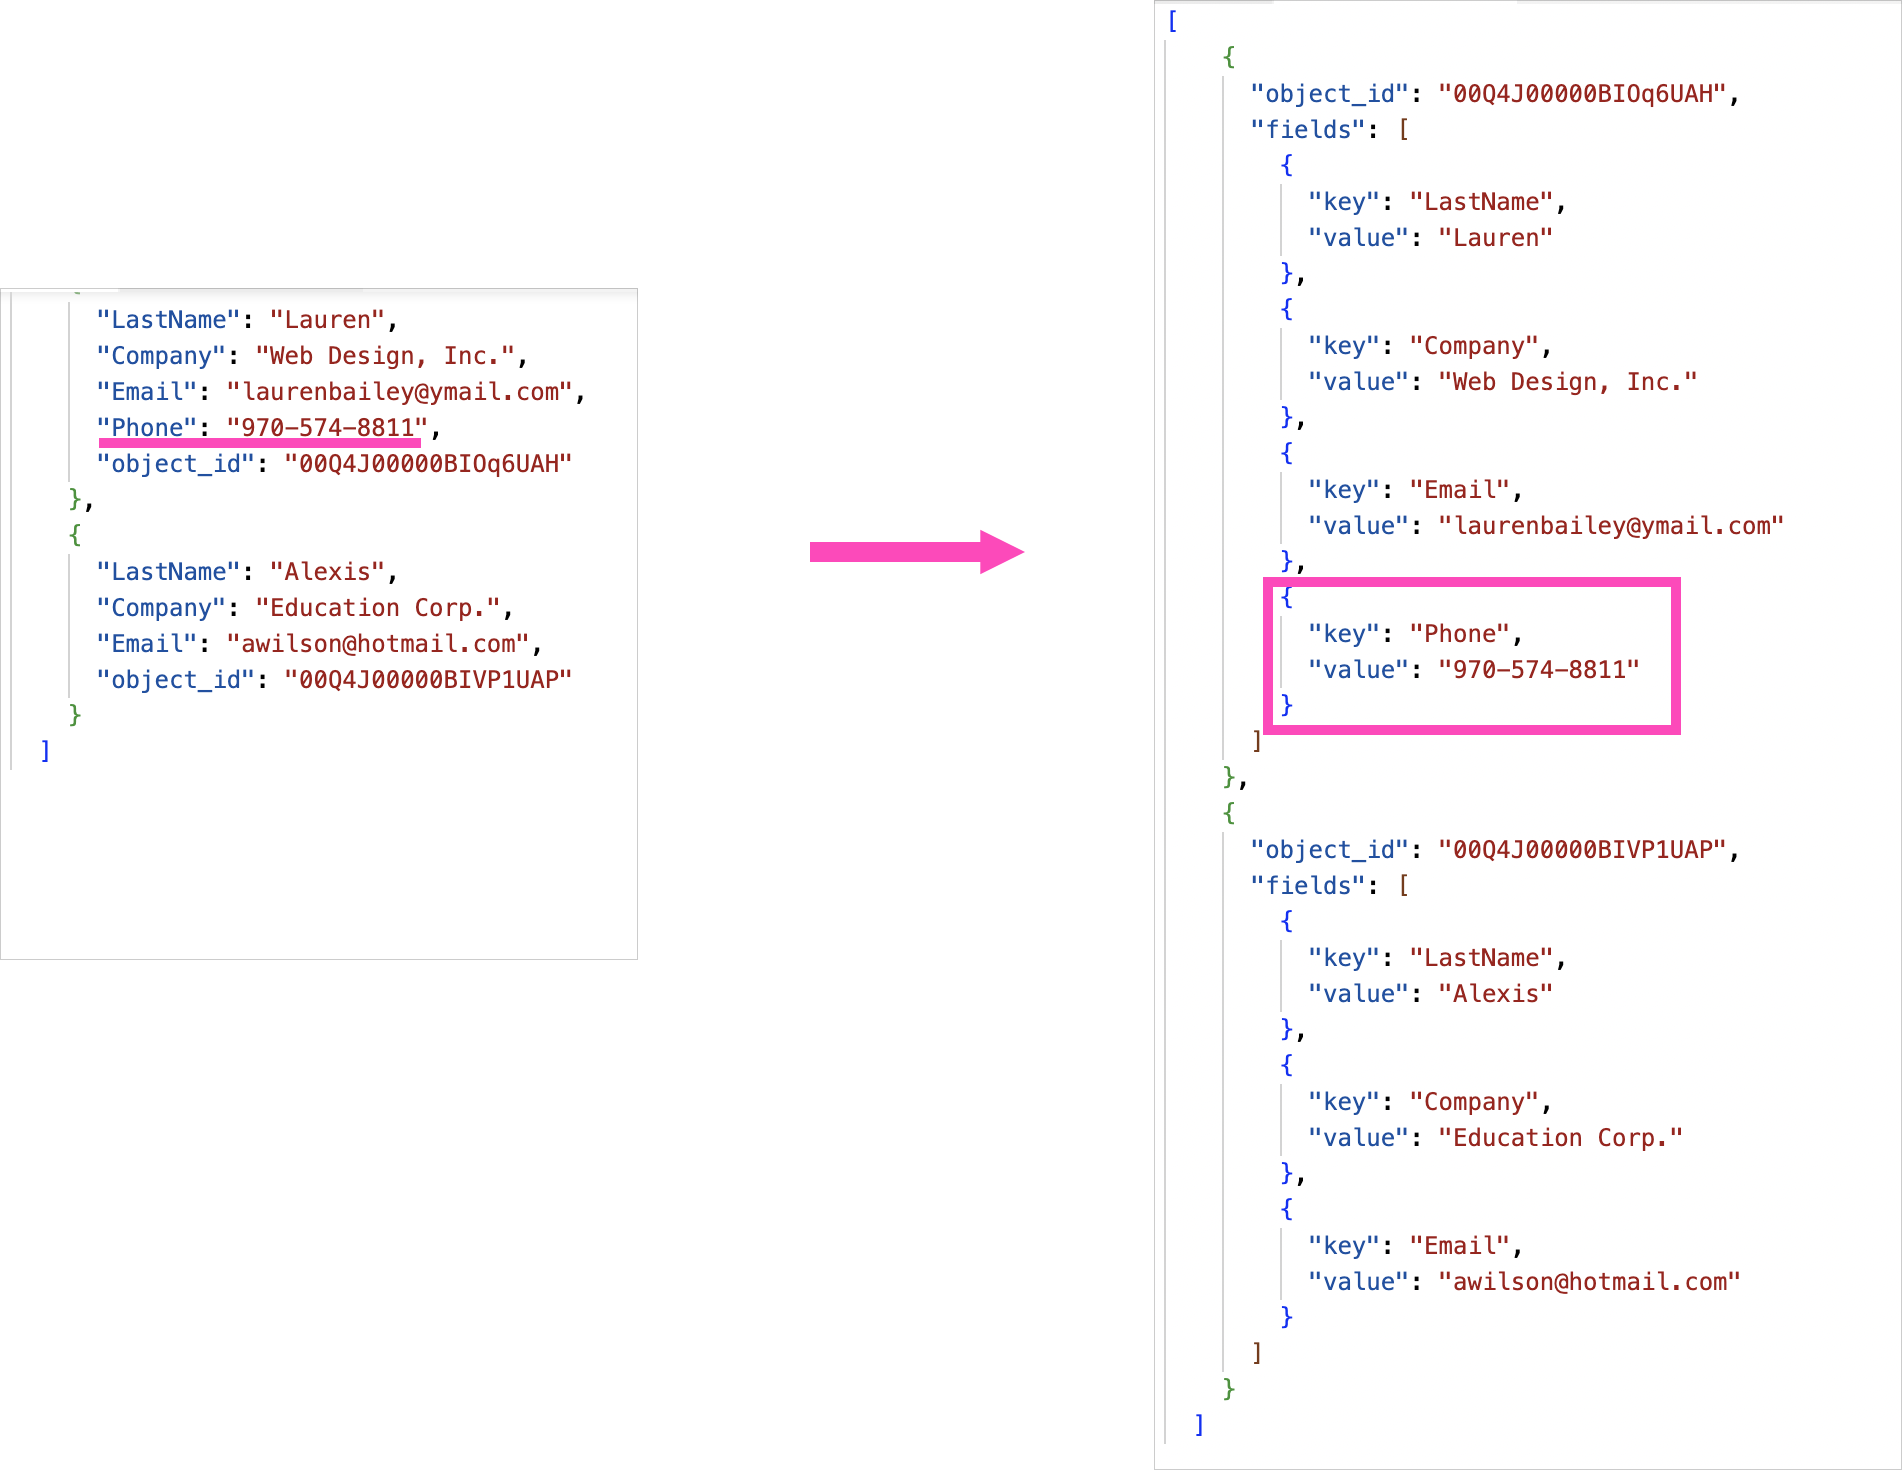 "LastName": "Lauren",
"Company": "Web Design, Inc.",
"Email": "laurenbailey@ymail.com",
"Phone": "970-574-8811",
"object_id": "00Q4J00000BIOq6UAH"
},
{
"LastName": "Alexis",
"Company": "Education Corp.",
"Email": "awilson@hotmail.com",
"object_id": "00Q4J00000BIVP1UAP"
}
]
[
{
"object_id": "00Q4J00000BIOq6UAH",
"fields": [
{
"key": "LastName",
"value": "Lauren"
},
{
"key": "Company",
"value": "Web Design, Inc."
},
{
"key": "Email",
"value": "laurenbailey@ymail.com"
},
{
"key": "Phone",
"value": "970-574-8811"
}
]
},
{
"object_id": "00Q4J00000BIVP1UAP",
"fields": [
{
"key": "LastName",
"value": "Alexis"
},
{
"key": "Company",
"value": "Education Corp."
},
{
"key": "Email",
"value": "awilson@hotmail.com"
}
]
}
]